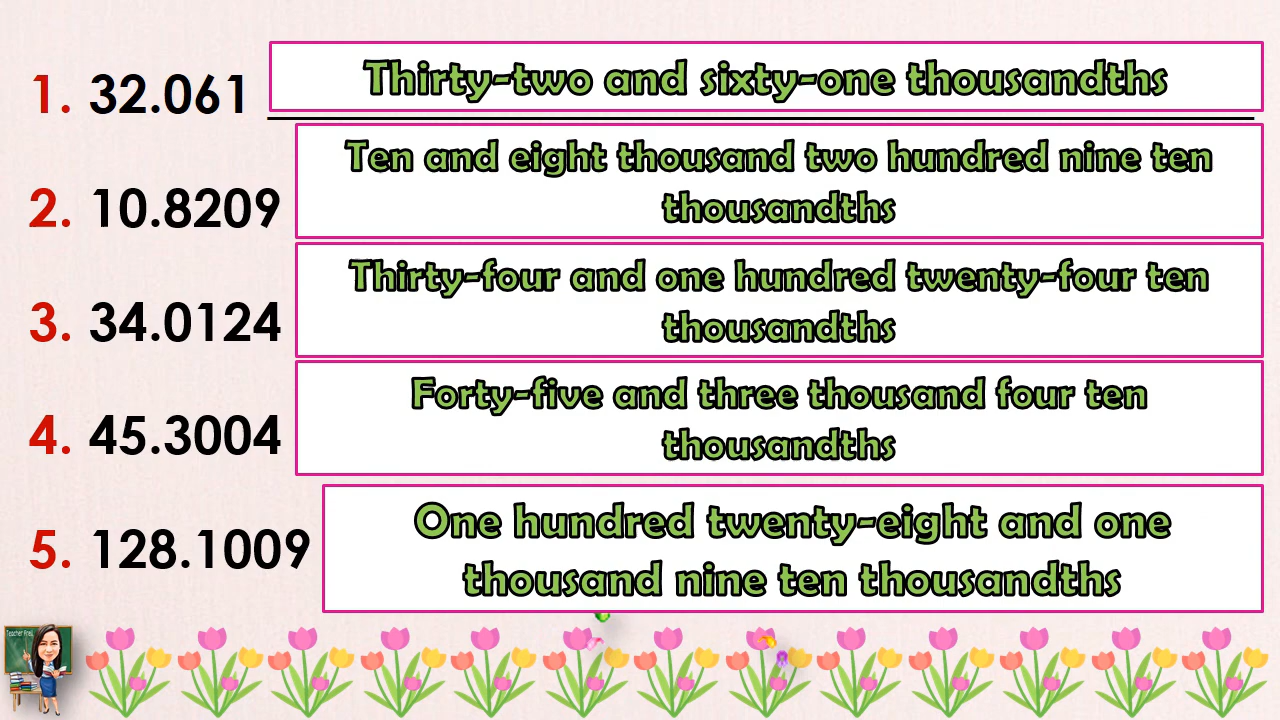 1. 32.061 Thirty-two and sixty-one thousandths
2. 10.8209 Ten and eight thousand two hundred nine ten
thousandths
3. 34.0124 Thirty-four and one hundred twenty-four ten
thousandths
4. 45.3004 Forty-five and three thousand four ten
thousandths
5. 128.1009 One hundred twenty-eight and one
thousand nine ten thousandths